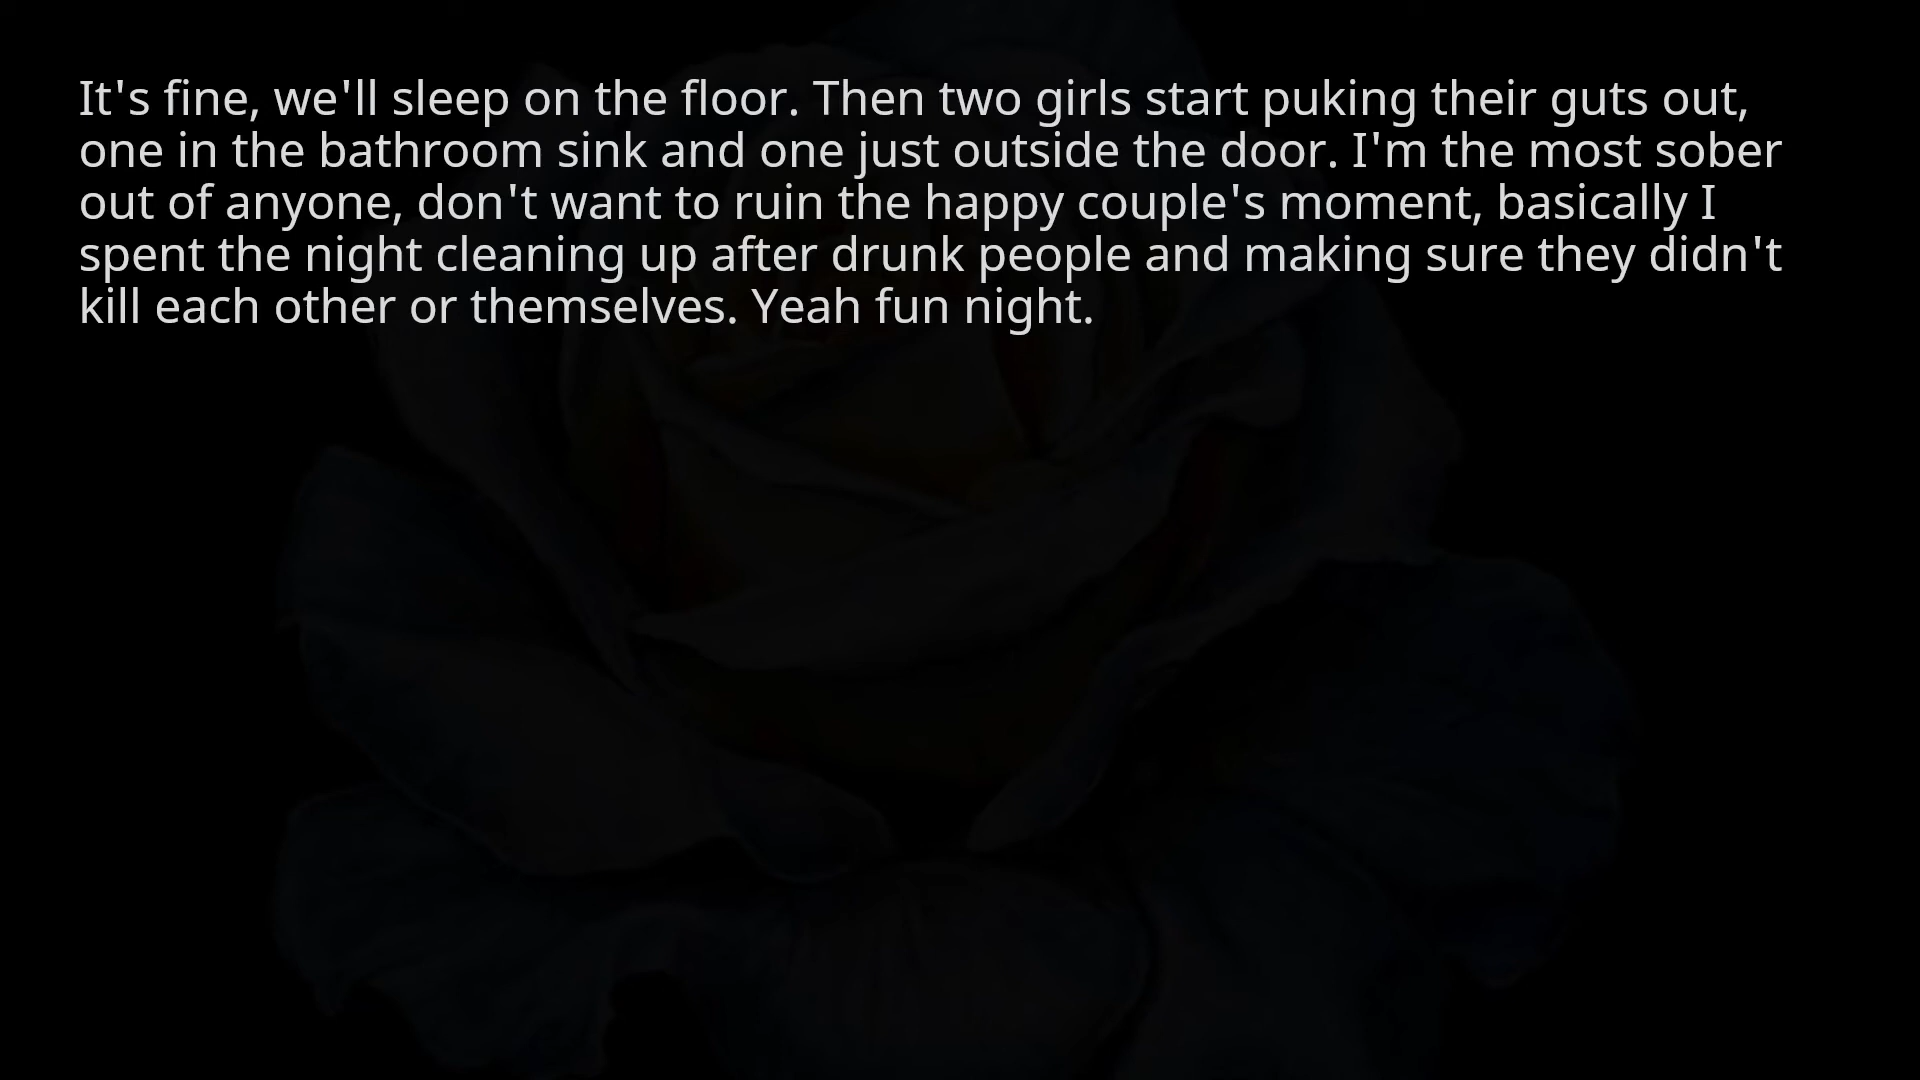 It's fine, we'll sleep on the floor. Then two girls start puking their guts out,
one in the bathroom sink and one just outside the door. I'm the most sober
out of anyone, don't want to ruin the happy couple's moment, basically I
spent the night cleaning up after drunk people and making sure they didn't
kill each other or themselves. Yeah fun night.